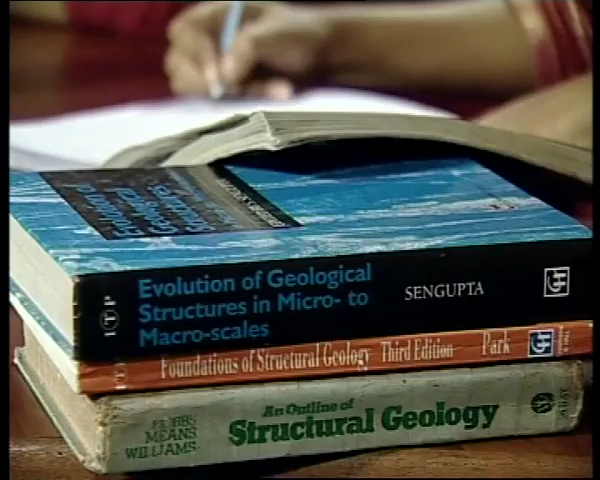 Evolution of Geological
Structures in Micro- to
Macro-scales
SENGUPTA
Foundations of Structural Geology Third Edition Park
HOBBS
MEANS
WILLIAMS
An Outline of
Structural Geology